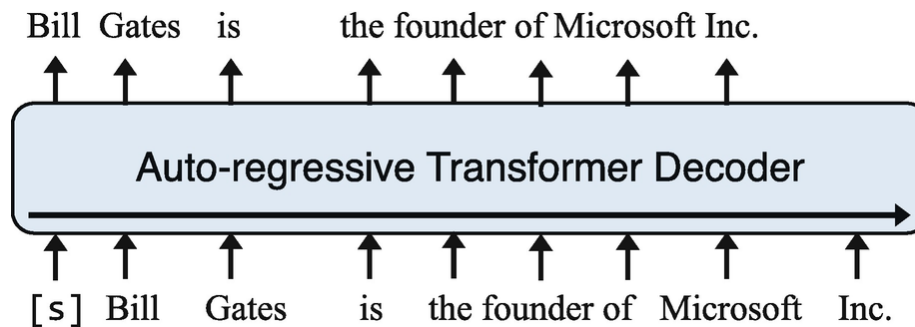 Bill Gates is the founder of Microsoft Inc.
Auto-regressive Transformer Decoder
[s] Bill Gates is the founder of Microsoft Inc.